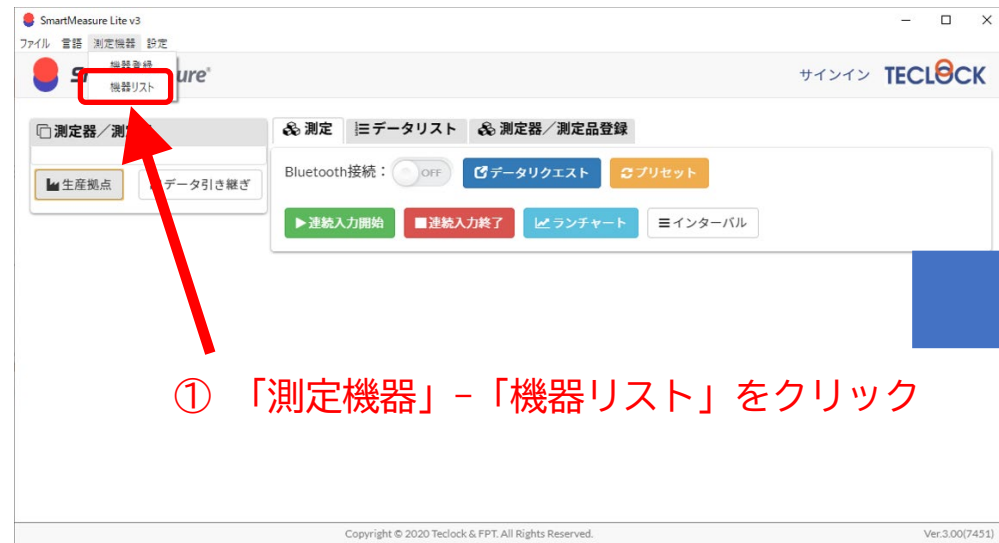 SmartMeasure Lite v3
ファイル 言語 測定機器 設定
機器登録
機器リスト
ure®
サインイン TECLOCK
測定器／測
測定 データリスト 測定器／測定品登録
Bluetooth接続： OFF データリクエスト プリセット
生産拠点 データ引き継ぎ
連続入力開始 連続入力終了 ランチャート インターバル
① 「測定機器」-「機器リスト」をクリック
Copyright © 2020 Teclock & FPT. All Rights Reserved. Ver.3.00(7451)